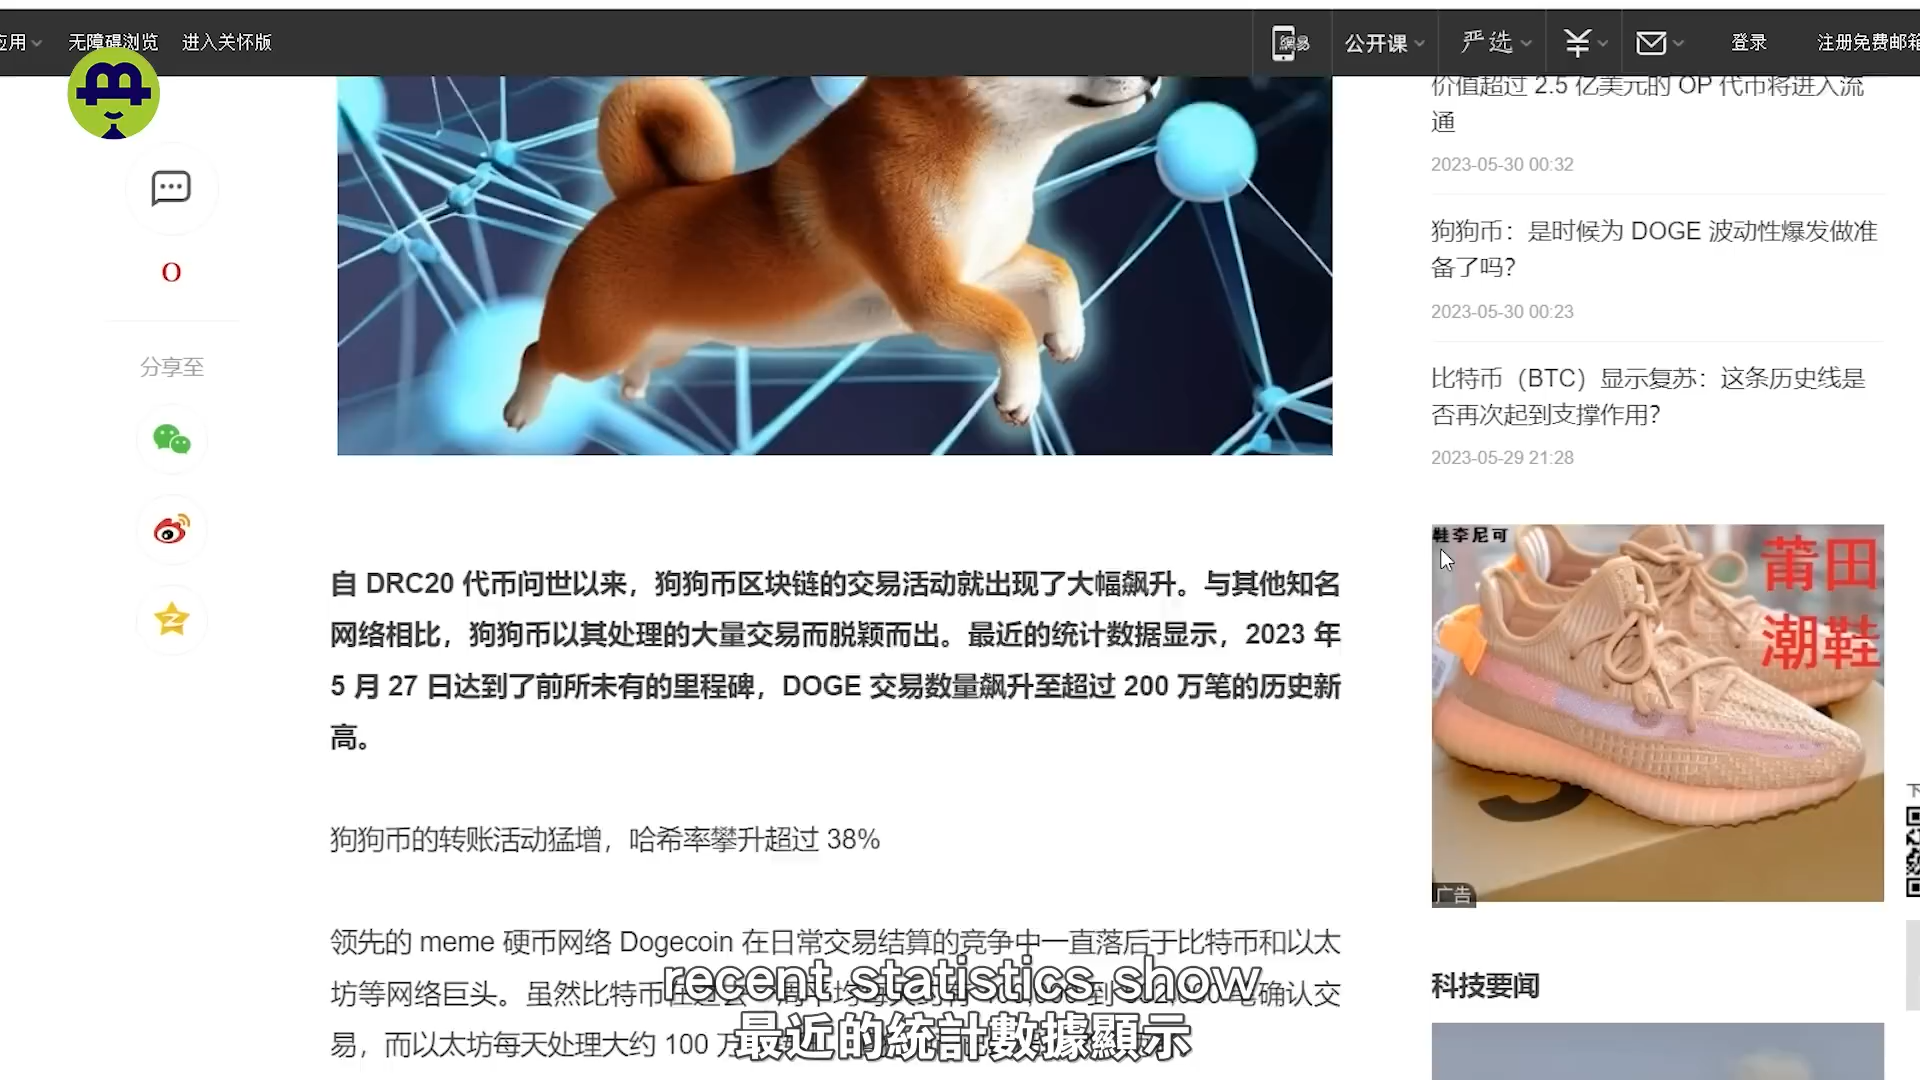 应用
无障碍浏览
进入关怀版
網易
公开课
严选
登录
注册免费邮箱
0
分享至
自 DRC20 代币问世以来，狗狗币区块链的交易活动就出现了大幅飙升。与其他知名
网络相比，狗狗币以其处理的大量交易而脱颖而出。最近的统计数据显示，2023 年
5 月 27 日达到了前所未有的里程碑，DOGE 交易数量飙升至超过 200 万笔的历史新
高。
狗狗币的转账活动猛增，哈希率攀升超过 38%
领先的 meme 硬币网络 Dogecoin 在日常交易结算的竞争中一直落后于比特币和以太
坊等网络巨头。虽然比特币 到 确认交
易，而以太坊每天处理大约 100 万
recent statistics show
最近的統計數據顯示
价值超过 2.5 亿美元的 OP 代币将进入流
通
2023-05-30 00:32
狗狗币：是时候为 DOGE 波动性爆发做准
备了吗？
2023-05-30 00:23
比特币（BTC）显示复苏：这条历史线是
否再次起到支撑作用？
2023-05-29 21:28
鞋李尼可
莆田
潮鞋
广告
下
科技要闻